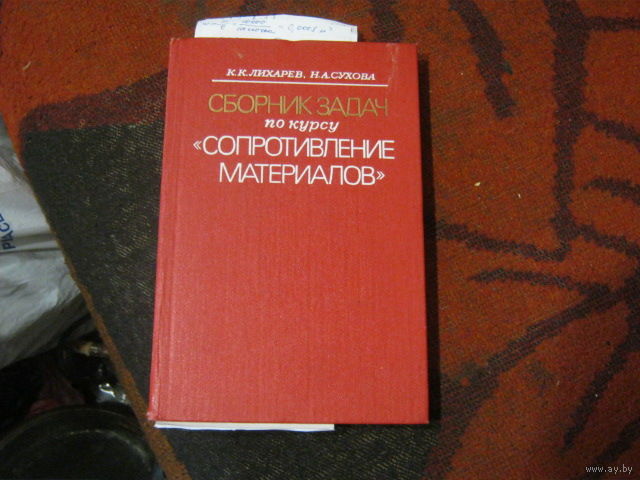 К. К. ЛИХАРЕВ, Н. А. СУХОВА
СБОРНИК ЗАДАЧ
по курсу
«СОПРОТИВЛЕНИЕ
МАТЕРИАЛОВ»
www.ay.by